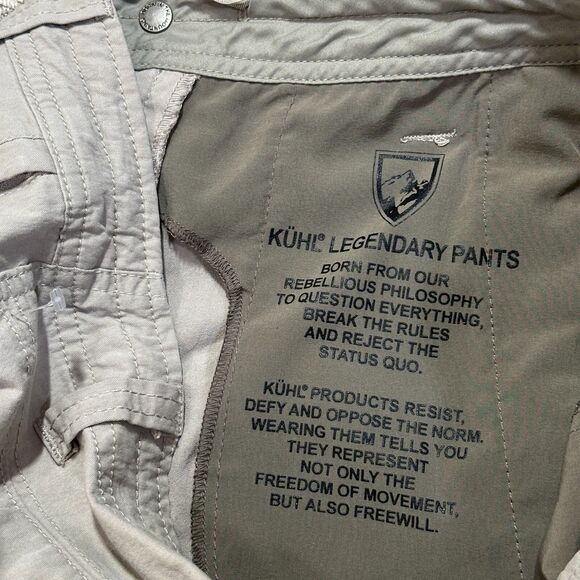 KÜHL® LEGENDARY PANTS
BORN FROM OUR
REBELLIOUS PHILOSOPHY
TO QUESTION EVERYTHING,
BREAK THE RULES
AND REJECT THE
STATUS QUO.
KÜHL® PRODUCTS RESIST,
DEFY AND OPPOSE THE NORM.
WEARING THEM TELLS YOU
THEY REPRESENT
NOT ONLY THE
FREEDOM OF MOVEMENT,
BUT ALSO FREEWILL.